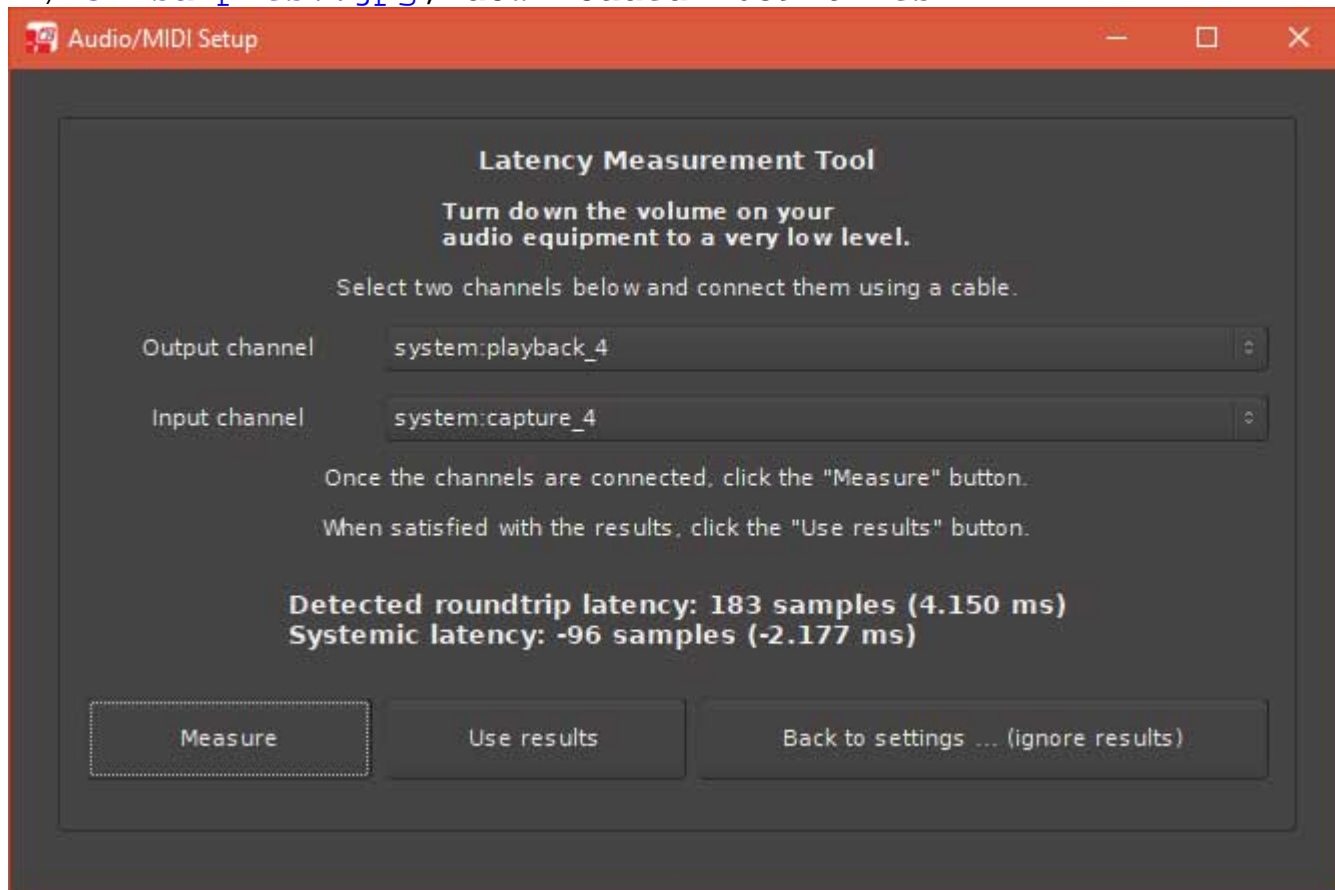 Audio/MIDI Setup
Latency Measurement Tool
Turn down the volume on your
audio equipment to a very low level.
Select two channels below and connect them using a cable.
Output channel system:playback_4
Input channel system:capture_4
Once the channels are connected, click the "Measure" button.
When satisfied with the results, click the "Use results" button.
Detected roundtrip latency: 183 samples (4.150 ms)
Systemic latency: -96 samples (-2.177 ms)
Measure Use results Back to settings ... (ignore results)